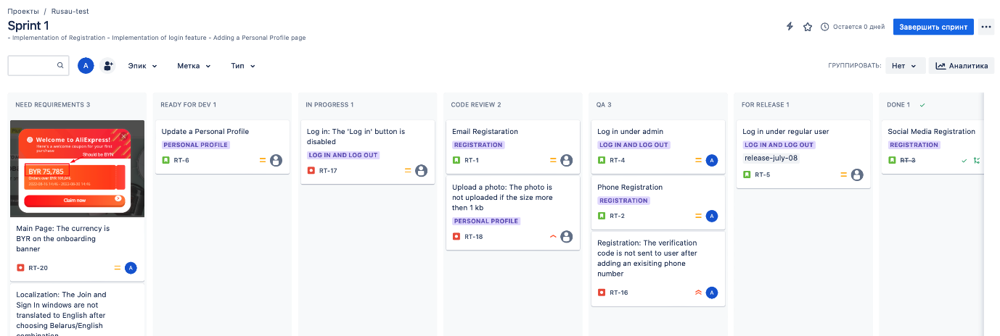 Проекты / Rusau-test
Sprint 1
- Implementation of Registration - Implementation of login feature - Adding a Personal Profile page
Остается 0 дней
Завершить спринт
A
Эпик
Метка
Тип
ГРУППИРОВАТЬ:
Нет
Аналитика
NEED REQUIREMENTS 3
Welcome to AliExpress!
Here's a welcome coupon for your first
purchase
Should be BYN
BYR 75,785
Orders over BYR 101,046
Claim now
Main Page: The currency is
BYR on the onboarding
banner
RT-20
A
Localization: The Join and
Sign In windows are not
translated to English after
choosing Belarus/English
combination
READY FOR DEV 1
Update a Personal Profile
PERSONAL PROFILE
RT-6
IN PROGRESS 1
Log in: The 'Log in' button is
disabled
LOG IN AND LOG OUT
RT-17
CODE REVIEW 2
Email Registaration
REGISTRATION
RT-1
Upload a photo: The photo is
not uploaded if the size more
then 1 kb
PERSONAL PROFILE
RT-18
QA 3
Log in under admin
LOG IN AND LOG OUT
RT-4
A
Phone Registration
REGISTRATION
RT-2
A
Registration: The verification
code is not sent to user after
adding an exisiting phone
number
RT-16
A
FOR RELEASE 1
Log in under regular user
LOG IN AND LOG OUT
release-july-08
RT-5
DONE 1
Social Media Registration
REGISTRATION
RT-3